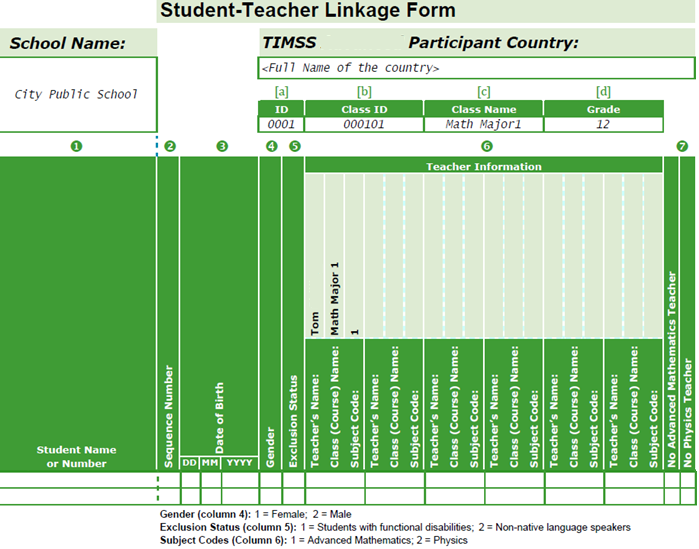 Student-Teacher Linkage Form
School Name:
TIMSS Participant Country:
City Public School
<Full Name of the country>
[a] [b] [c] [d]
ID Class ID Class Name Grade
0001 000101 Math Major1 12
1 2 3 4 5 6 7
Teacher Information
Tom
Math Major 1
1
Student Name
or Number
Sequence Number
Date of Birth
DD MM YYYY
Gender
Exclusion Status
Teacher's Name:
Class (Course) Name:
Subject Code:
Teacher's Name:
Class (Course) Name:
Subject Code:
Teacher's Name:
Class (Course) Name:
Subject Code:
Teacher's Name:
Class (Course) Name:
Subject Code:
Teacher's Name:
Class (Course) Name:
Subject Code:
Teacher's Name:
Class (Course) Name:
Subject Code:
No Advanced Mathematics Teacher
No Physics Teacher
Gender (column 4): 1 = Female; 2 = Male
Exclusion Status (column 5): 1 = Students with functional disabilities; 2 = Non-native language speakers
Subject Codes (Column 6): 1 = Advanced Mathematics; 2 = Physics